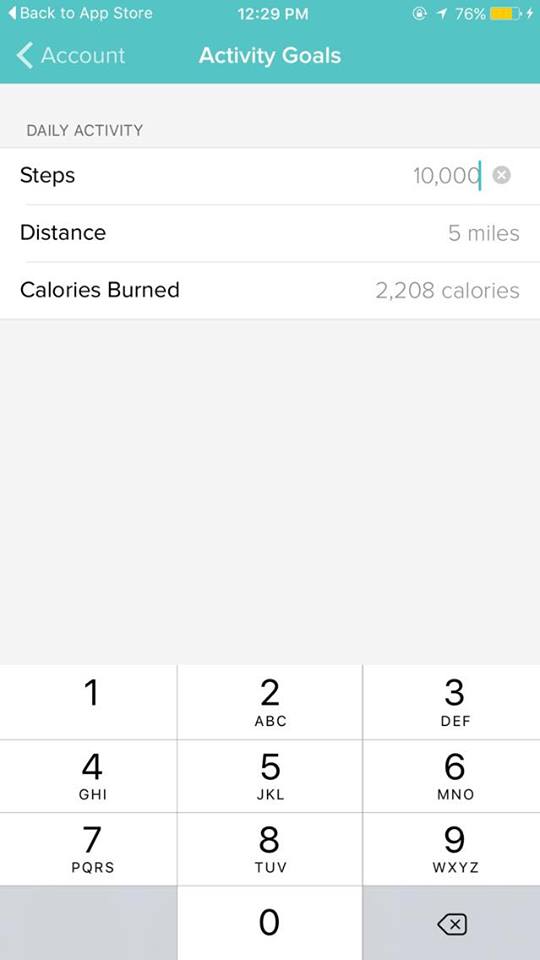 Back to App Store 12:29 PM 76%
Account Activity Goals
DAILY ACTIVITY
Steps 10,000
Distance 5 miles
Calories Burned 2,208 calories
1 2 3
ABC DEF
4 5 6
GHI JKL MNO
7 8 9
PQRS TUV WXYZ
0